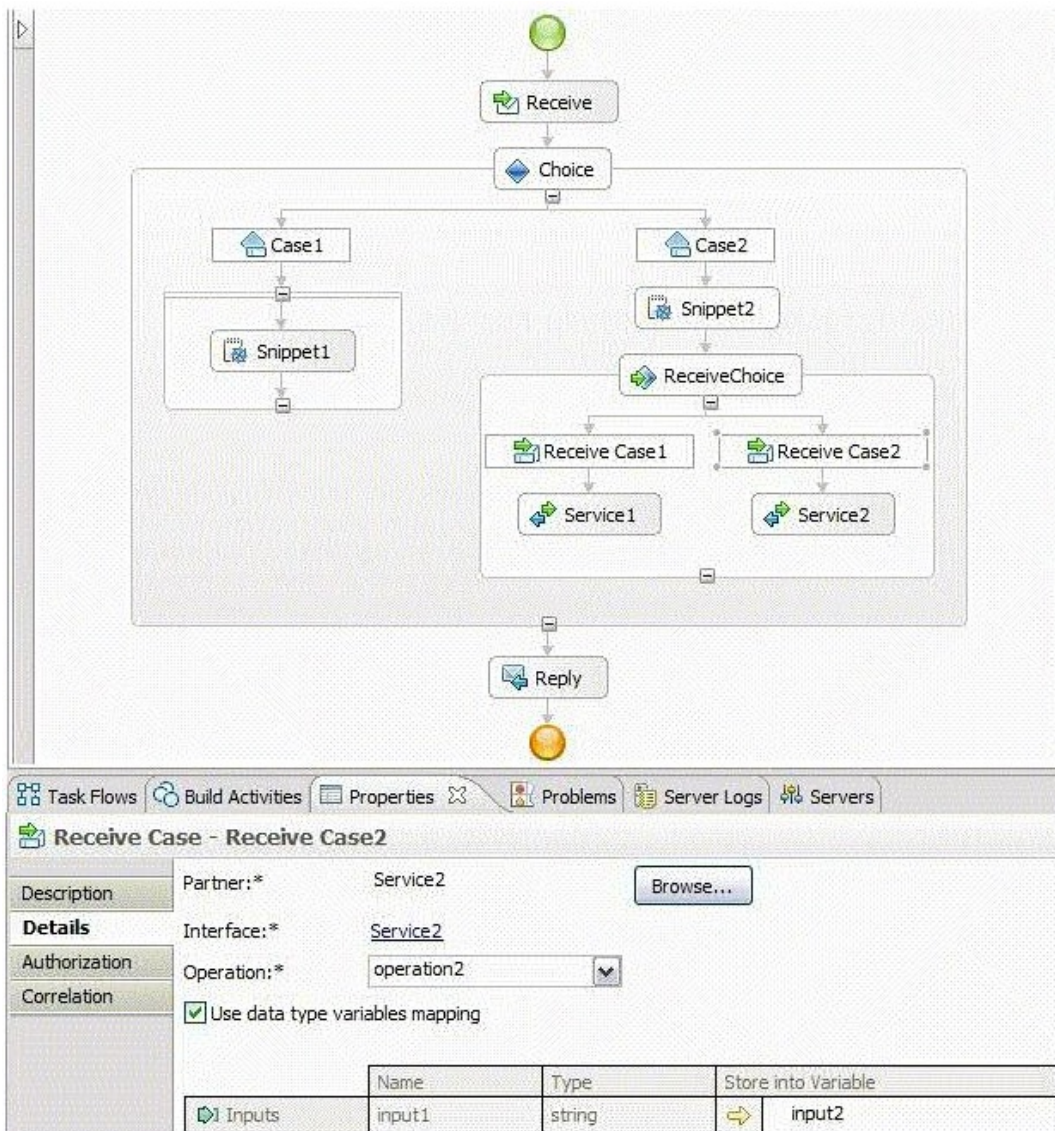 Receive
Choice
Case1
Case2
Snippet2
Snippet1
ReceiveChoice
Receive Case1
Receive Case2
Service1
Service2
Reply
Task Flows
Build Activities
Properties
Problems
Server Logs
Servers
Receive Case - Receive Case2
Description
Details
Authorization
Correlation
Partner:* Service2 Browse...
Interface:* Service2
Operation:* operation2
Use data type variables mapping
Name Type Store into Variable
Inputs input1 string input2